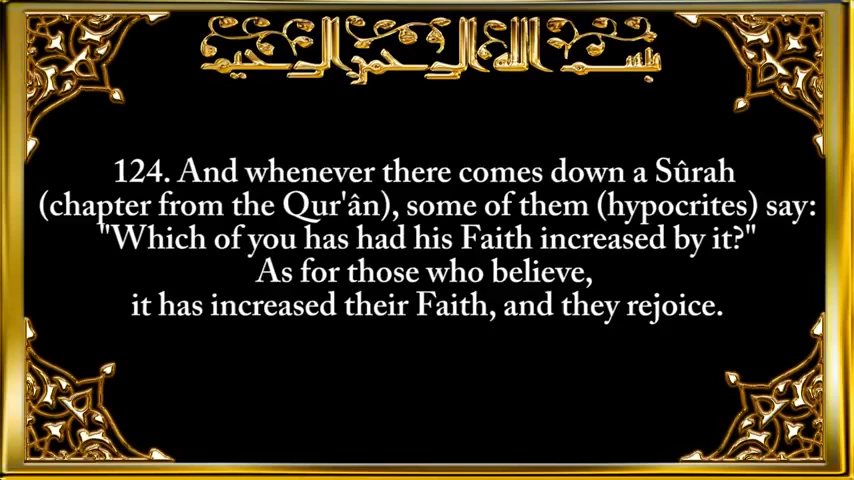 بسم الله الرحمن الرحيم
124. And whenever there comes down a Sûrah
(chapter from the Qur'ân), some of them (hypocrites) say:
"Which of you has had his Faith increased by it?"
As for those who believe,
it has increased their Faith, and they rejoice.